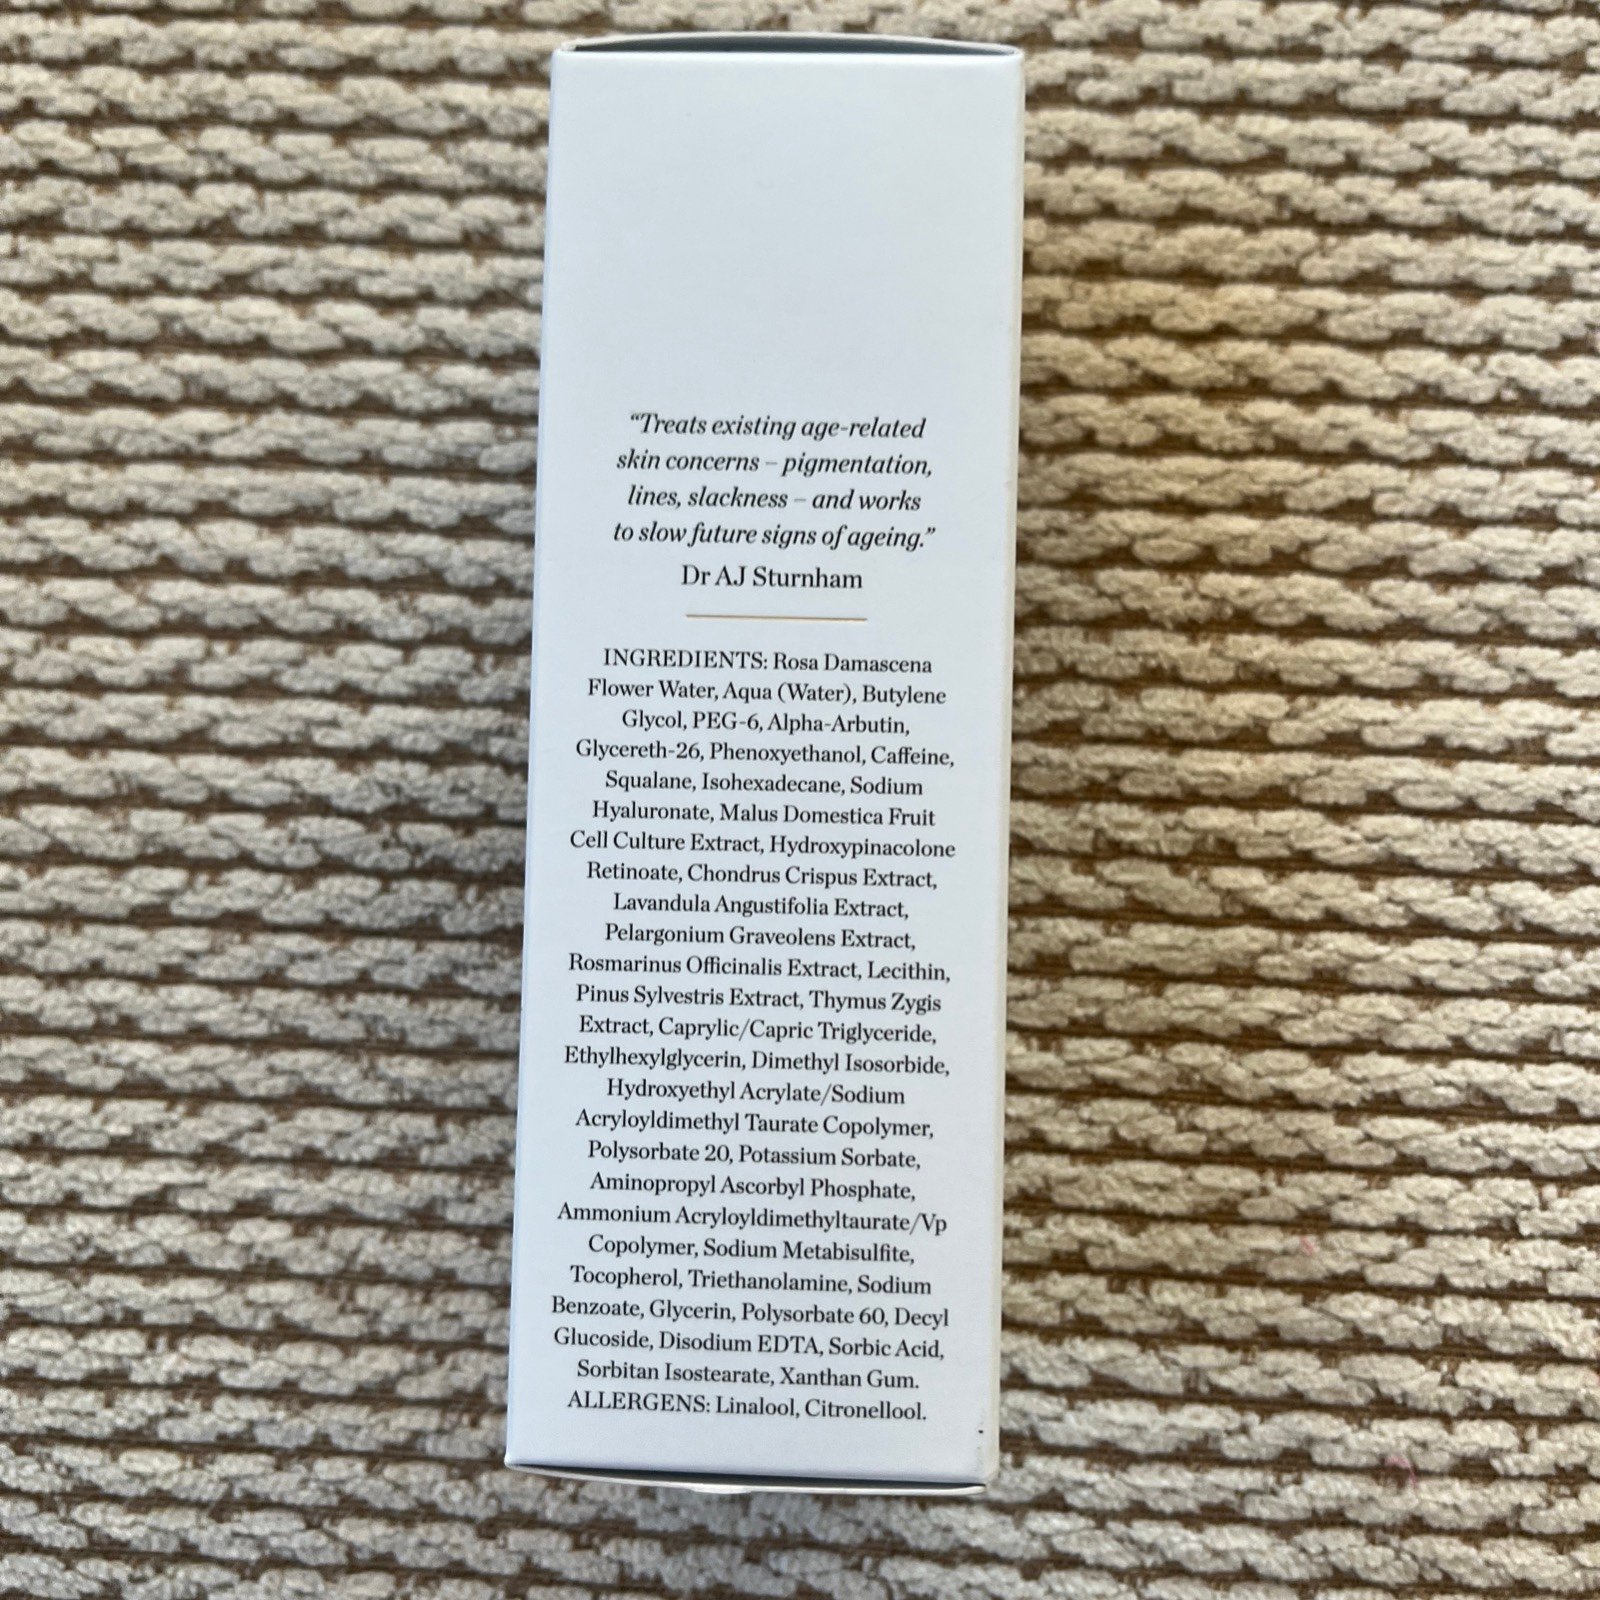 “Treats existing age-related
skin concerns – pigmentation,
lines, slackness – and works
to slow future signs of ageing.”
Dr AJ Sturnham
INGREDIENTS: Rosa Damascena
Flower Water, Aqua (Water), Butylene
Glycol, PEG-6, Alpha-Arbutin,
Glycereth-26, Phenoxyethanol, Caffeine,
Squalane, Isohexadecane, Sodium
Hyaluronate, Malus Domestica Fruit
Cell Culture Extract, Hydroxypinacolone
Retinoate, Chondrus Crispus Extract,
Lavandula Angustifolia Extract,
Pelargonium Graveolens Extract,
Rosmarinus Officinalis Extract, Lecithin,
Pinus Sylvestris Extract, Thymus Zygis
Extract, Caprylic/Capric Triglyceride,
Ethylhexylglycerin, Dimethyl Isosorbide,
Hydroxyethyl Acrylate/Sodium
Acryloyldimethyl Taurate Copolymer,
Polysorbate 20, Potassium Sorbate,
Aminopropyl Ascorbyl Phosphate,
Ammonium Acryloyldimethyltaurate/Vp
Copolymer, Sodium Metabisulfite,
Tocopherol, Triethanolamine, Sodium
Benzoate, Glycerin, Polysorbate 60, Decyl
Glucoside, Disodium EDTA, Sorbic Acid,
Sorbitan Isostearate, Xanthan Gum.
ALLERGENS: Linalool, Citronellool.